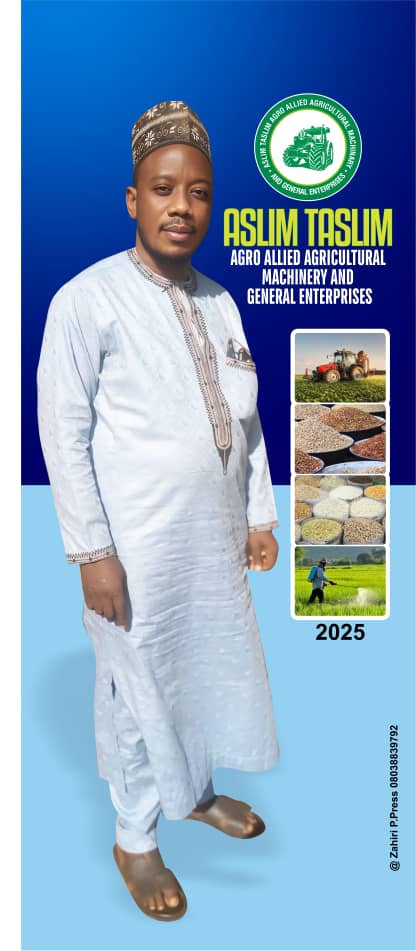 ASLIM TASLIM AGRO ALLIED AGRICULTURAL MACHINARY
AND GENERAL ENTERPRISES
ASLIM TASLIM
AGRO ALLIED AGRICULTURAL
MACHINERY AND
GENERAL ENTERPRISES
2025
@ Zahiri P.Press 08038839792